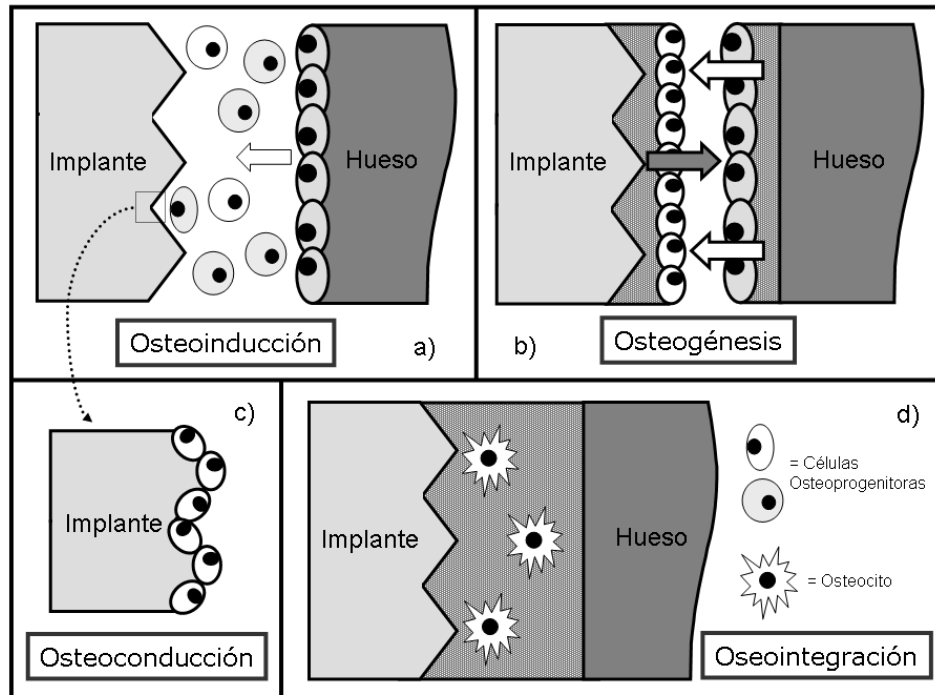 Implante
Hueso
Osteoinducción
a)
Implante
Hueso
b)
Osteogénesis
c)
Implante
Osteoconducción
d)
Implante
Hueso
= Células
Osteoprogenitoras
= Osteocito
Oseointegración